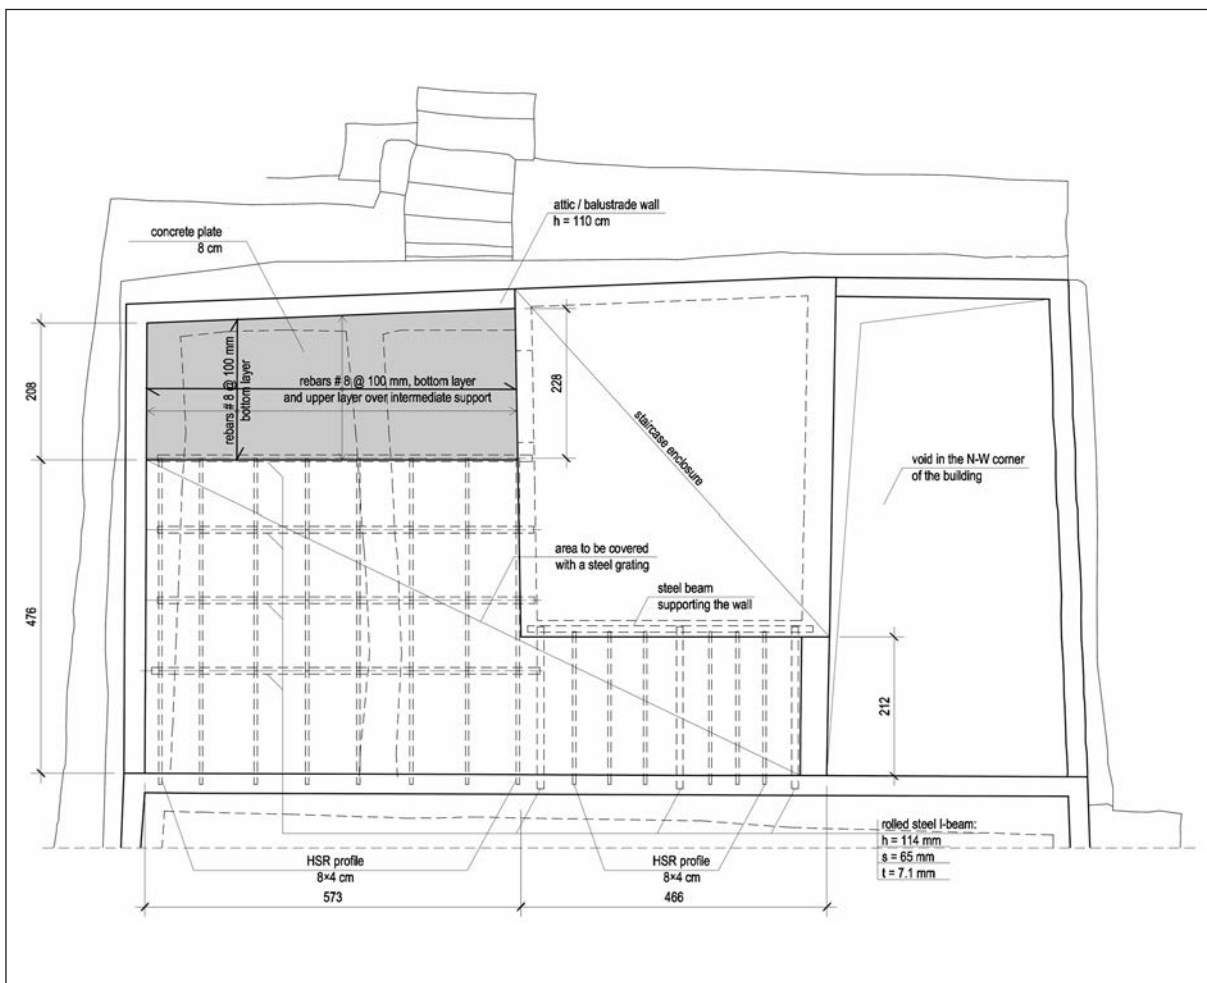 attic / balustrade wall
h = 110 cm
concrete plate
8 cm
208
rebars # 8 @ 100 mm
bottom layer
rebars # 8 @ 100 mm, bottom layer
and upper layer over intermediate support
228
staircase enclosure
void in the N-W corner
of the building
area to be covered
with a steel grating
steel beam
supporting the wall
476
212
rolled steel I-beam:
h = 114 mm
s = 65 mm
t = 7.1 mm
HSR profile
8×4 cm
HSR profile
8×4 cm
573
466